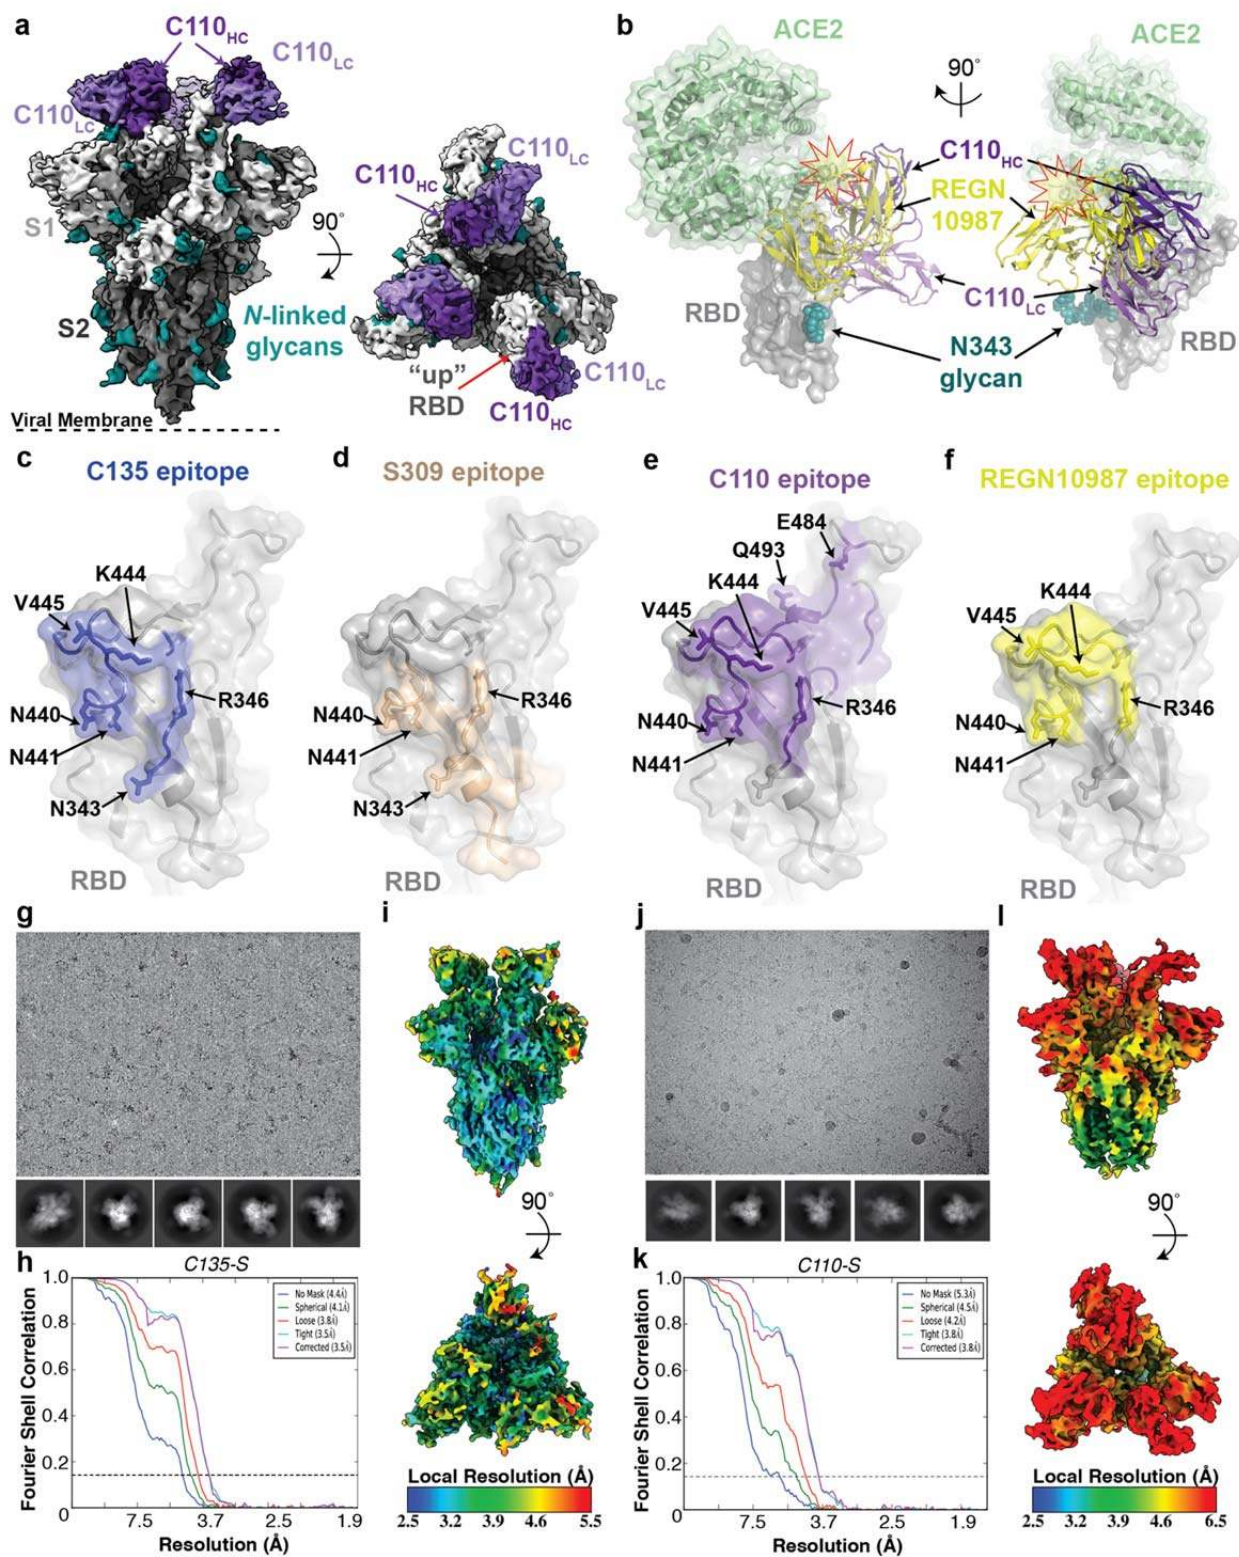 a
C110HC
C110LC
C110LC
S1
S2
N-linked
glycans
Viral Membrane
90°
C110LC
C110HC
"up"
RBD
C110LC
C110HC
b
ACE2
90°
ACE2
C110HC
REGN
10987
C110LC
RBD
N343
glycan
RBD
c
C135 epitope
K444
V445
R346
N440
N441
N343
RBD
d
S309 epitope
R346
N440
N441
N343
e
C110 epitope
E484
Q493
K444
V445
R346
N440
N441
RBD
f
REGN10987 epitope
K444
V445
R346
N440
N441
RBD
g
h
C135-S
Fourier Shell Correlation
1.0
0.8
0.6
0.4
0.2
0
No Mask (4.4Å)
Spherical (4.1Å)
Loose (3.8Å)
Tight (3.5Å)
Corrected (3.5Å)
7.5 3.7 2.5 1.9
Resolution (Å)
i
90°
Local Resolution (Å)
2.5 3.2 3.9 4.6 5.5
j
k
C110-S
Fourier Shell Correlation
1.0
0.8
0.6
0.4
0.2
0
No Mask (5.3Å)
Spherical (4.5Å)
Loose (4.2Å)
Tight (3.8Å)
Corrected (3.8Å)
7.5 3.7 2.5 1.9
Resolution (Å)
l
90°
Local Resolution (Å)
2.5 3.2 3.9 4.6 6.5